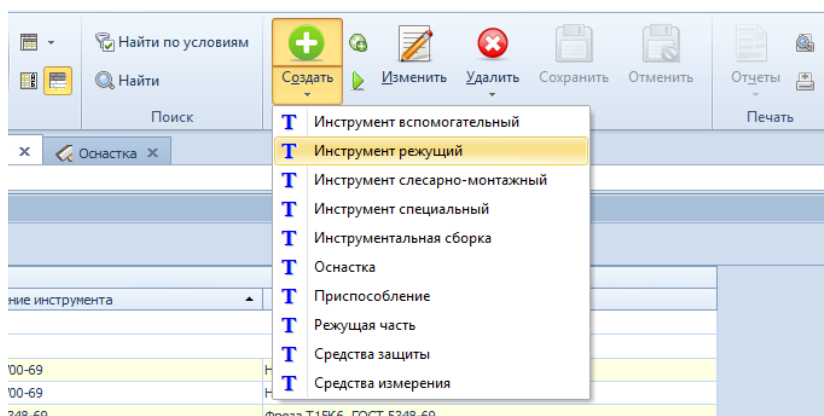 Найти по условиям
Найти
Поиск
Создать
Изменить
Удалить
Сохранить
Отменить
Отчеты
Печать
Оснастка
T Инструмент вспомогательный
T Инструмент режущий
T Инструмент слесарно-монтажный
T Инструмент специальный
T Инструментальная сборка
T Оснастка
T Приспособление
T Режущая часть
T Средства защиты
T Средства измерения
ние инструмента
00-69 Н
00-69 Н
348-69 Фреза Т15К6 ГОСТ 5348-69